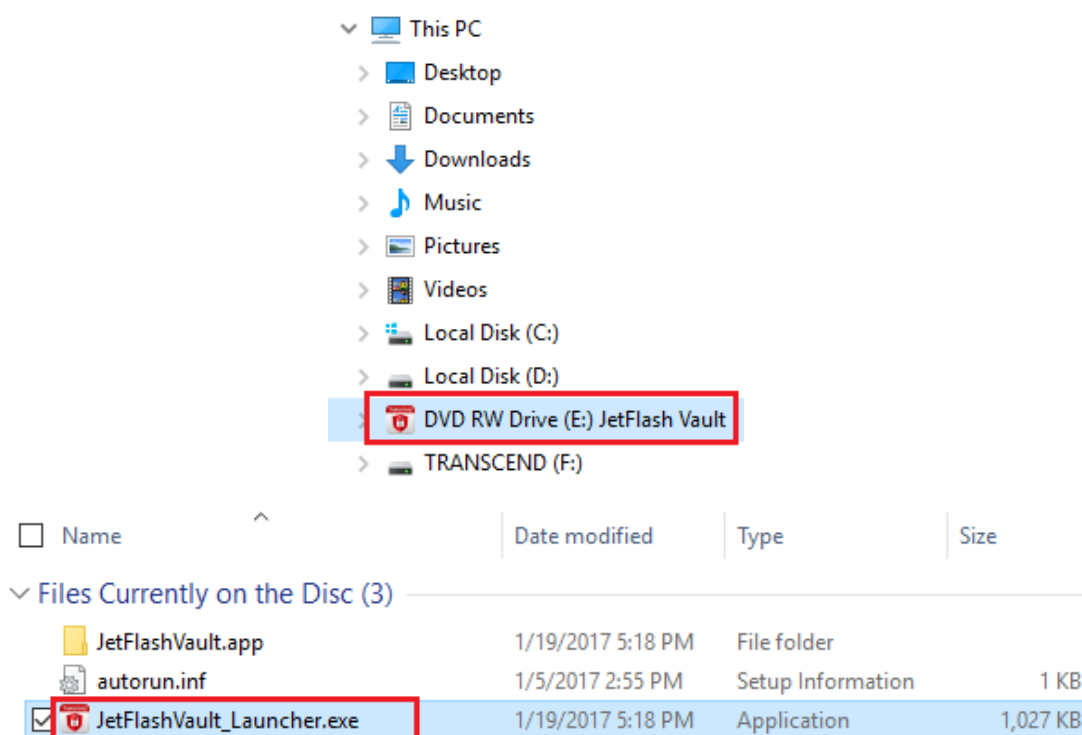 This PC
Desktop
Documents
Downloads
Music
Pictures
Videos
Local Disk (C:)
Local Disk (D:)
DVD RW Drive (E:) JetFlash Vault
TRANSCEND (F:)
Name Date modified Type Size
Files Currently on the Disc (3)
JetFlashVault.app 1/19/2017 5:18 PM File folder
autorun.inf 1/5/2017 2:55 PM Setup Information 1 KB
JetFlashVault_Launcher.exe 1/19/2017 5:18 PM Application 1,027 KB